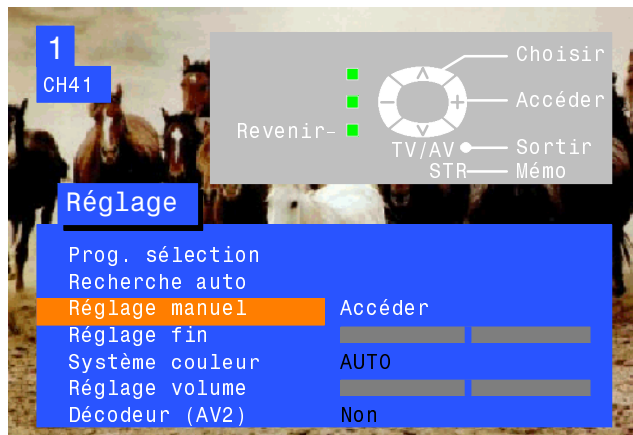 1
CH41
Choisir
Accéder
Revenir
TV/AV Sortir
STR Mémo
Réglage
Prog. sélection
Recherche auto
Réglage manuel Accéder
Réglage fin
Système couleur AUTO
Réglage volume
Décodeur (AV2) Non